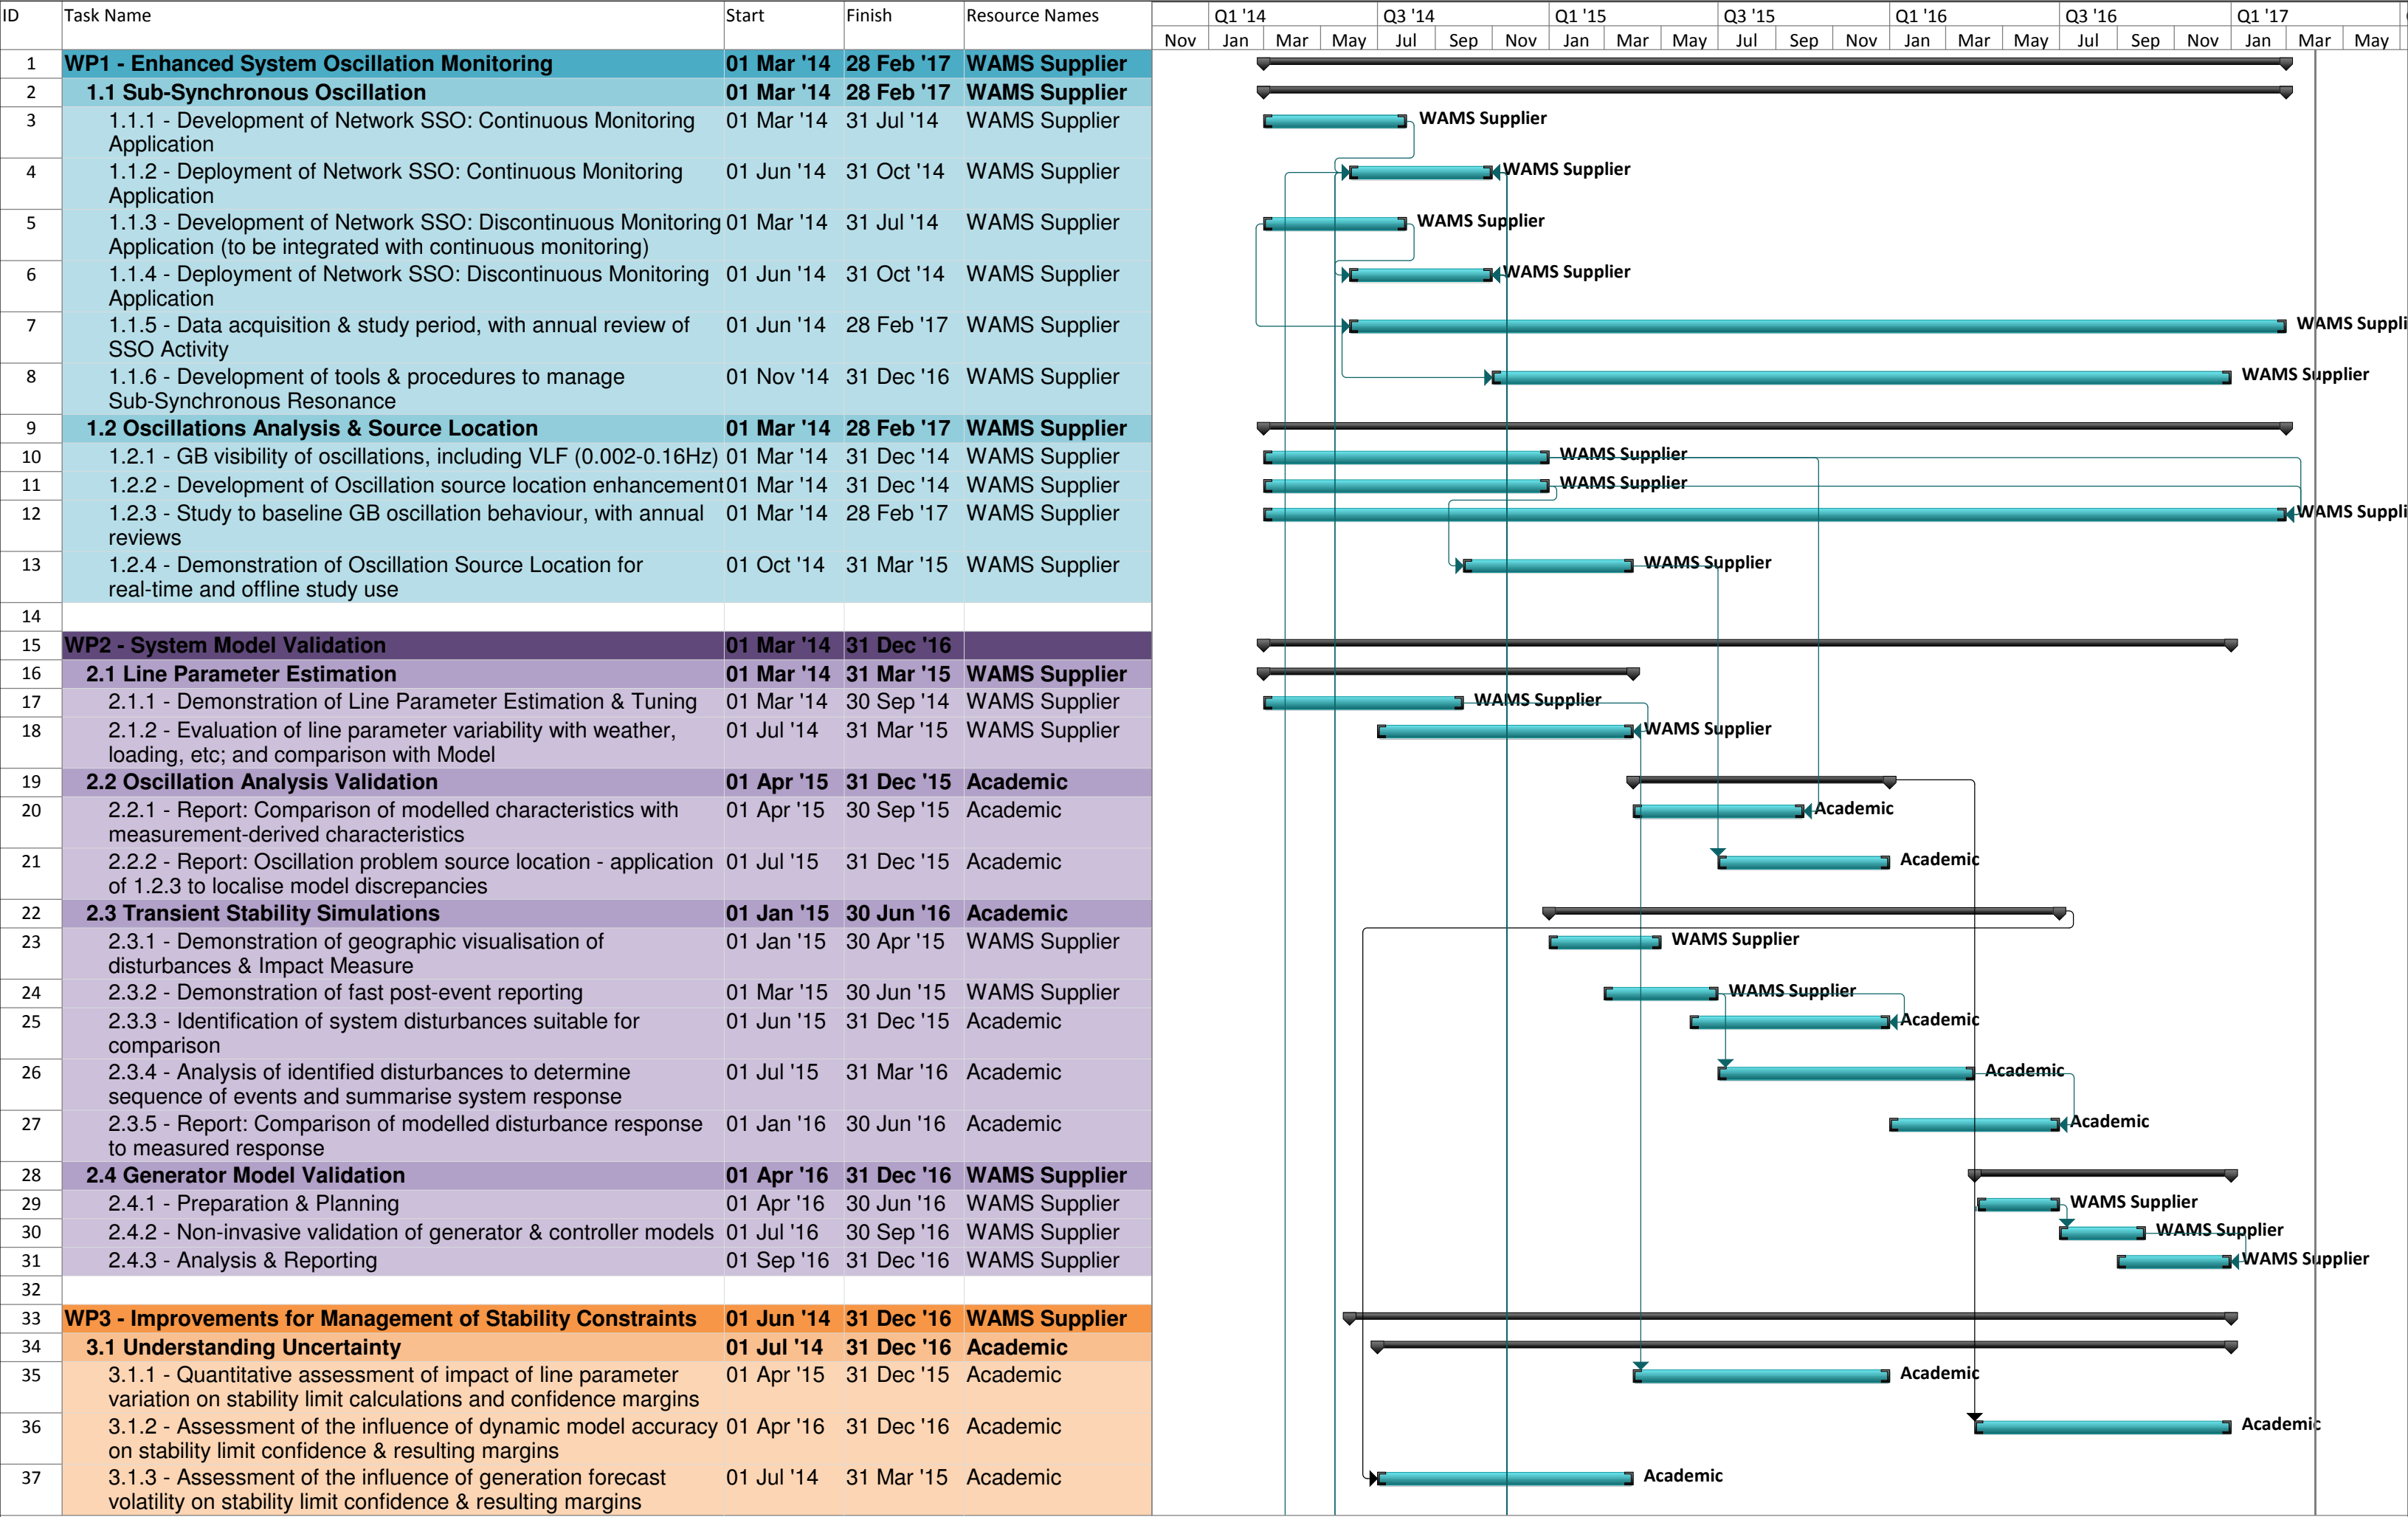 ID Task Name Start Finish Resource Names Q1 '14 Q3 '14 Q1 '15 Q3 '15 Q1 '16 Q3 '16 Q1 '17
Nov Jan Mar May Jul Sep Nov Jan Mar May Jul Sep Nov Jan Mar May Jul Sep Nov Jan Mar May
1 WP1 - Enhanced System Oscillation Monitoring 01 Mar '14 28 Feb '17 WAMS Supplier
2 1.1 Sub-Synchronous Oscillation 01 Mar '14 28 Feb '17 WAMS Supplier
3 1.1.1 - Development of Network SSO: Continuous Monitoring 01 Mar '14 31 Jul '14 WAMS Supplier WAMS Supplier
Application
4 1.1.2 - Deployment of Network SSO: Continuous Monitoring 01 Jun '14 31 Oct '14 WAMS Supplier WAMS Supplier
Application
5 1.1.3 - Development of Network SSO: Discontinuous Monitoring 01 Mar '14 31 Jul '14 WAMS Supplier WAMS Supplier
Application (to be integrated with continuous monitoring)
6 1.1.4 - Deployment of Network SSO: Discontinuous Monitoring 01 Jun '14 31 Oct '14 WAMS Supplier WAMS Supplier
Application
7 1.1.5 - Data acquisition & study period, with annual review of 01 Jun '14 28 Feb '17 WAMS Supplier WAMS Suppli
SSO Activity
8 1.1.6 - Development of tools & procedures to manage 01 Nov '14 31 Dec '16 WAMS Supplier WAMS Supplier
Sub-Synchronous Resonance
9 1.2 Oscillations Analysis & Source Location 01 Mar '14 28 Feb '17 WAMS Supplier
10 1.2.1 - GB visibility of oscillations, including VLF (0.002-0.16Hz) 01 Mar '14 31 Dec '14 WAMS Supplier WAMS Supplier
11 1.2.2 - Development of Oscillation source location enhancement 01 Mar '14 31 Dec '14 WAMS Supplier WAMS Supplier
12 1.2.3 - Study to baseline GB oscillation behaviour, with annual 01 Mar '14 28 Feb '17 WAMS Supplier WAMS Suppli
reviews
13 1.2.4 - Demonstration of Oscillation Source Location for 01 Oct '14 31 Mar '15 WAMS Supplier WAMS Supplier
real-time and offline study use
14
15 WP2 - System Model Validation 01 Mar '14 31 Dec '16
16 2.1 Line Parameter Estimation 01 Mar '14 31 Mar '15 WAMS Supplier
17 2.1.1 - Demonstration of Line Parameter Estimation & Tuning 01 Mar '14 30 Sep '14 WAMS Supplier WAMS Supplier
18 2.1.2 - Evaluation of line parameter variability with weather, 01 Jul '14 31 Mar '15 WAMS Supplier WAMS Supplier
loading, etc; and comparison with Model
19 2.2 Oscillation Analysis Validation 01 Apr '15 31 Dec '15 Academic
20 2.2.1 - Report: Comparison of modelled characteristics with 01 Apr '15 30 Sep '15 Academic Academic
measurement-derived characteristics
21 2.2.2 - Report: Oscillation problem source location - application 01 Jul '15 31 Dec '15 Academic Academic
of 1.2.3 to localise model discrepancies
22 2.3 Transient Stability Simulations 01 Jan '15 30 Jun '16 Academic
23 2.3.1 - Demonstration of geographic visualisation of 01 Jan '15 30 Apr '15 WAMS Supplier WAMS Supplier
disturbances & Impact Measure
24 2.3.2 - Demonstration of fast post-event reporting 01 Mar '15 30 Jun '15 WAMS Supplier WAMS Supplier
25 2.3.3 - Identification of system disturbances suitable for 01 Jun '15 31 Dec '15 Academic Academic
comparison
26 2.3.4 - Analysis of identified disturbances to determine 01 Jul '15 31 Mar '16 Academic Academic
sequence of events and summarise system response
27 2.3.5 - Report: Comparison of modelled disturbance response 01 Jan '16 30 Jun '16 Academic Academic
to measured response
28 2.4 Generator Model Validation 01 Apr '16 31 Dec '16 WAMS Supplier
29 2.4.1 - Preparation & Planning 01 Apr '16 30 Jun '16 WAMS Supplier WAMS Supplier
30 2.4.2 - Non-invasive validation of generator & controller models 01 Jul '16 30 Sep '16 WAMS Supplier WAMS Supplier
31 2.4.3 - Analysis & Reporting 01 Sep '16 31 Dec '16 WAMS Supplier WAMS Supplier
32
33 WP3 - Improvements for Management of Stability Constraints 01 Jun '14 31 Dec '16 WAMS Supplier
34 3.1 Understanding Uncertainty 01 Jul '14 31 Dec '16 Academic
35 3.1.1 - Quantitative assessment of impact of line parameter 01 Apr '15 31 Dec '15 Academic Academic
variation on stability limit calculations and confidence margins
36 3.1.2 - Assessment of the influence of dynamic model accuracy 01 Apr '16 31 Dec '16 Academic Academic
on stability limit confidence & resulting margins
37 3.1.3 - Assessment of the influence of generation forecast 01 Jul '14 31 Mar '15 Academic Academic
volatility on stability limit confidence & resulting margins